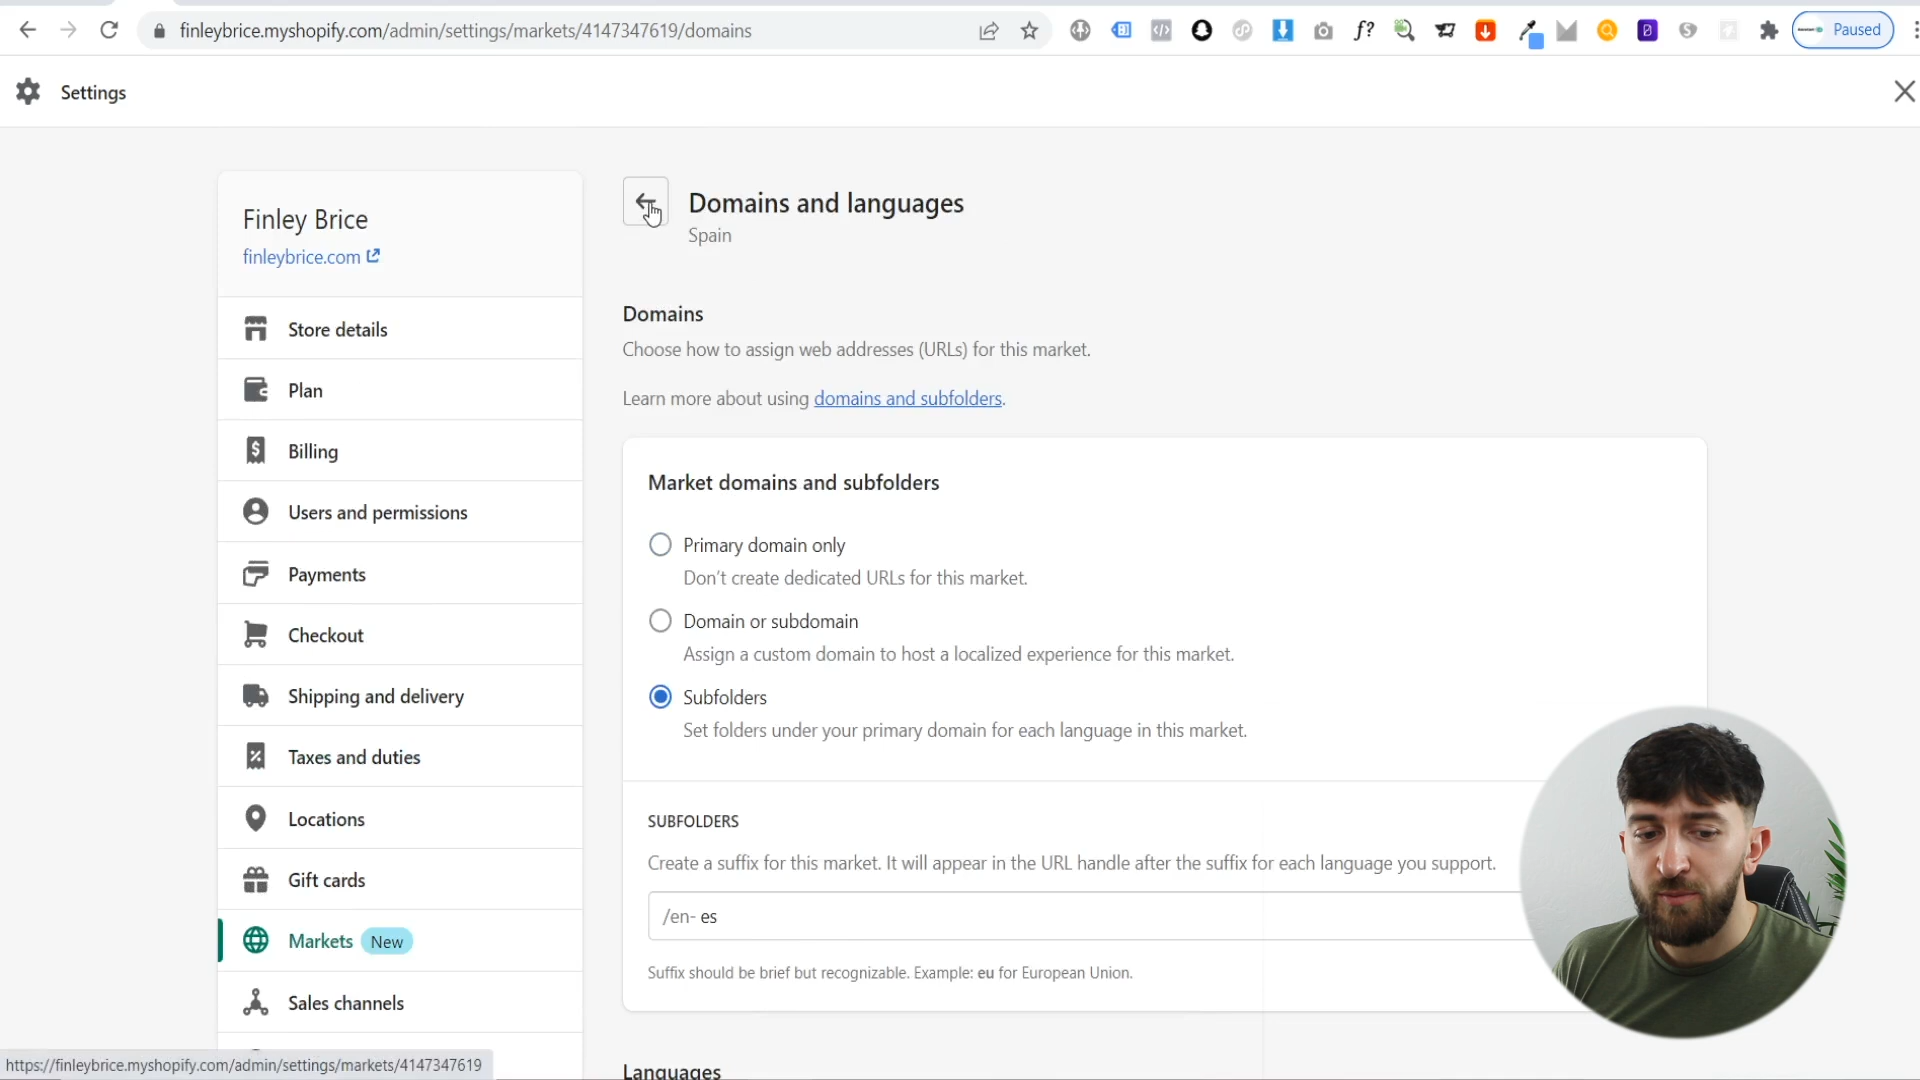 finleybrice.myshopify.com/admin/settings/markets/4147347619/domains
Paused
Settings
Finley Brice
finleybrice.com
Store details
Plan
Billing
Users and permissions
Payments
Checkout
Shipping and delivery
Taxes and duties
Locations
Gift cards
Markets New
Sales channels
Domains and languages
Spain
Domains
Choose how to assign web addresses (URLs) for this market.
Learn more about using domains and subfolders.
Market domains and subfolders
Primary domain only
Don't create dedicated URLs for this market.
Domain or subdomain
Assign a custom domain to host a localized experience for this market.
Subfolders
Set folders under your primary domain for each language in this market.
SUBFOLDERS
Create a suffix for this market. It will appear in the URL handle after the suffix for each language you support.
/en- es
Suffix should be brief but recognizable. Example: eu for European Union.
Languages
https://finleybrice.myshopify.com/admin/settings/markets/4147347619